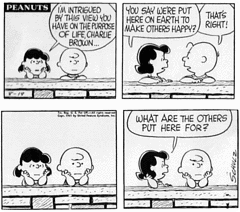 PEANUTS
I'M INTRIGUED
BY THIS VIEW YOU
HAVE ON THE PURPOSE
OF LIFE, CHARLIE
BROWN...
YOU SAY WE'RE PUT
HERE ON EARTH TO
MAKE OTHERS HAPPY?
THAT'S
RIGHT!
WHAT ARE THE OTHERS
PUT HERE FOR?
SCHULZ